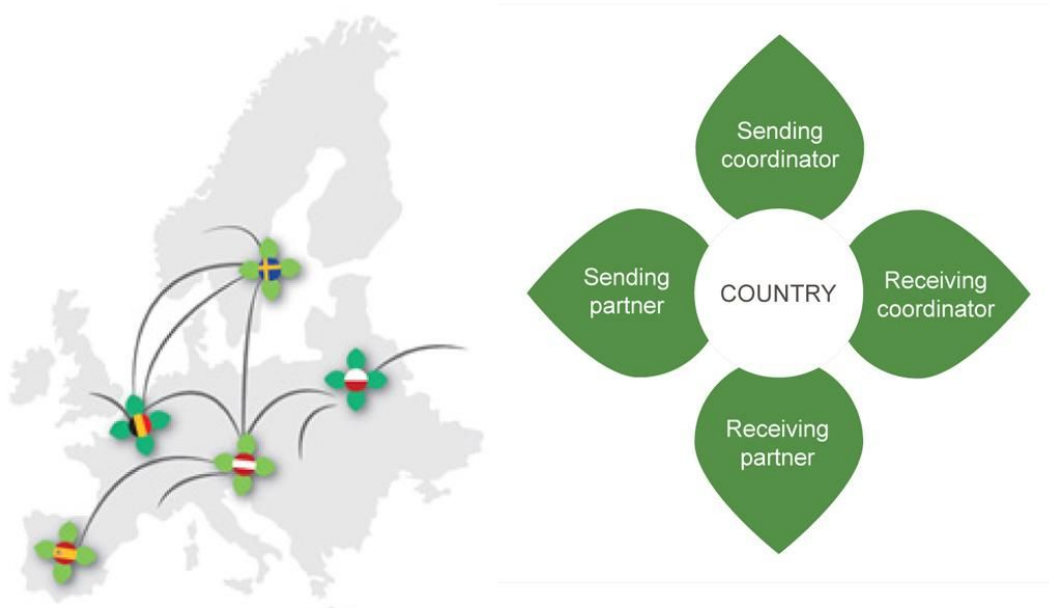 Sending
coordinator
Sending
partner
COUNTRY
Receiving
coordinator
Receiving
partner